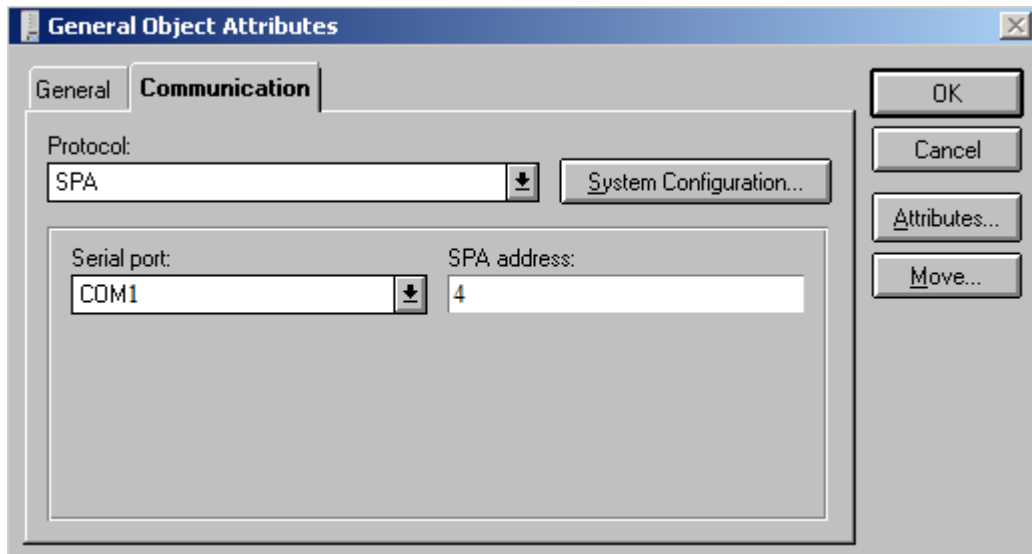 General Object Attributes
General
Communication
Protocol:
SPA
System Configuration...
Serial port:
COM1
SPA address:
4
OK
Cancel
Attributes...
Move...